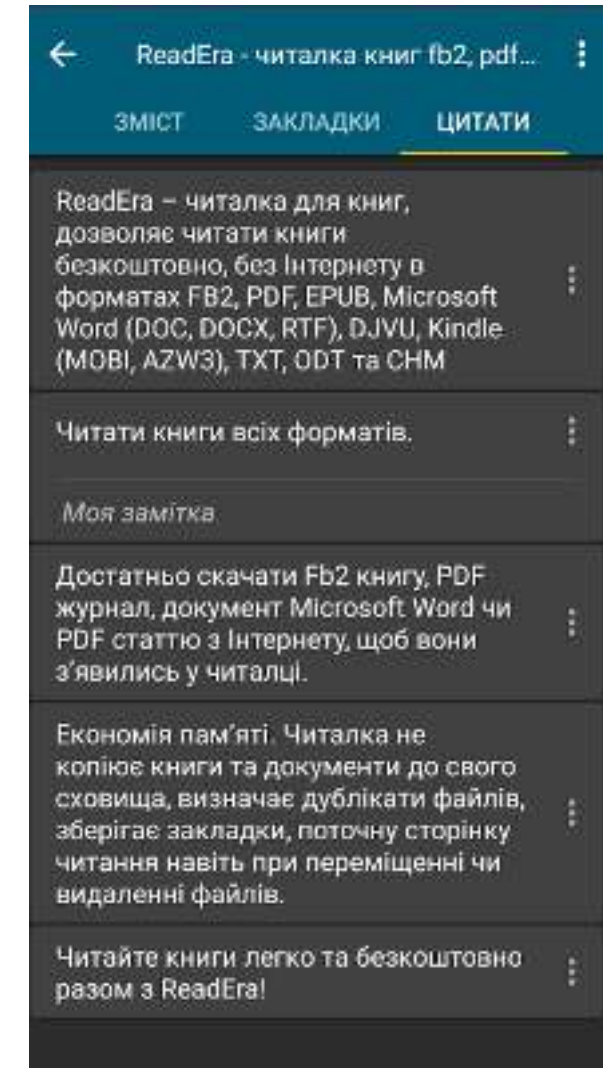 ReadEra - читалка книг fb2, pdf...
ЗМІСТ ЗАКЛАДКИ ЦИТАТИ
ReadEra – читалка для книг,
дозволяє читати книги
безкоштовно, без Інтернету в
форматах FB2, PDF, EPUB, Microsoft
Word (DOC, DOCX, RTF), DJVU, Kindle
(MOBI, AZW3), TXT, ODT та CHM
Читати книги всіх форматів.
Моя замітка
Достатньо скачати Fb2 книгу, PDF
журнал, документ Microsoft Word чи
PDF статтю з Інтернету, щоб вони
з’явились у читалці.
Економія пам’яті. Читалка не
копіює книги та документи до свого
сховища, визначає дублікати файлів,
зберігає закладки, поточну сторінку
читання навіть при переміщенні чи
видаленні файлів.
Читайте книги легко та безкоштовно
разом з ReadEra!